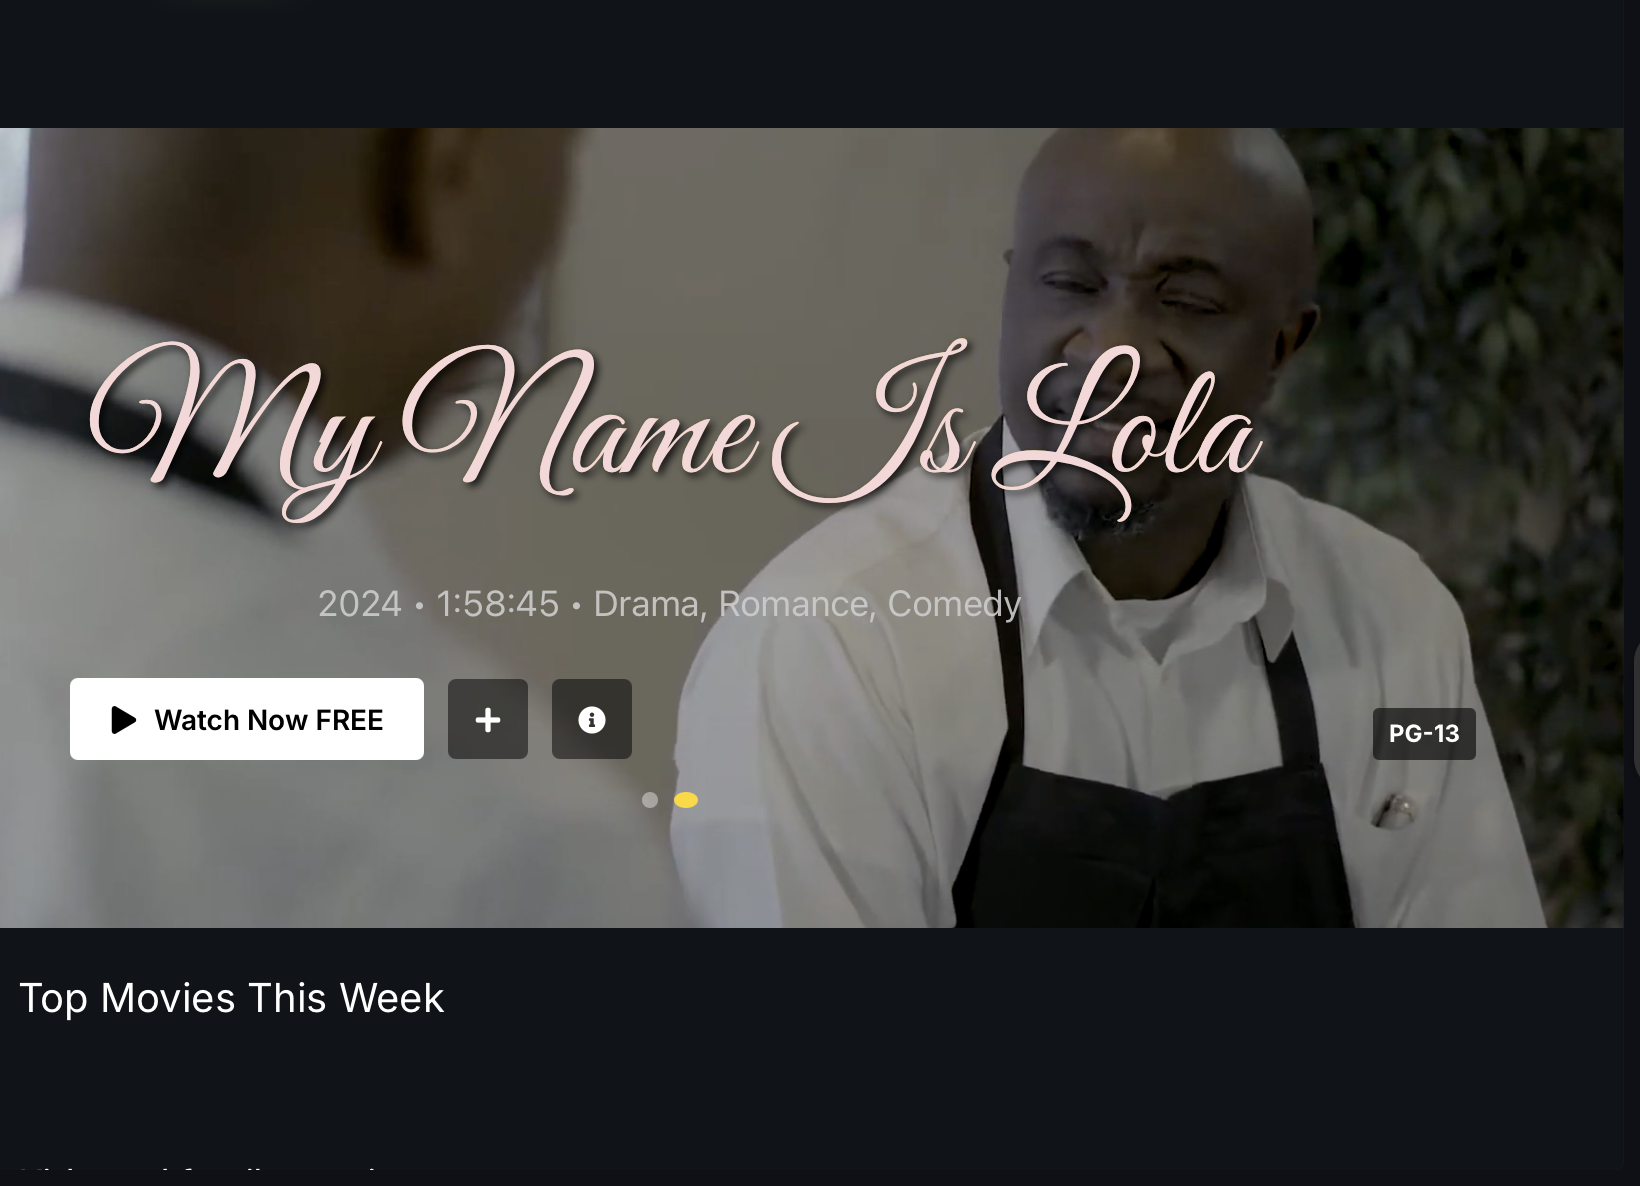 My Name Is Lola
2024 • 1:58:45 • Drama, Romance, Comedy
Watch Now FREE
PG-13
Top Movies This Week